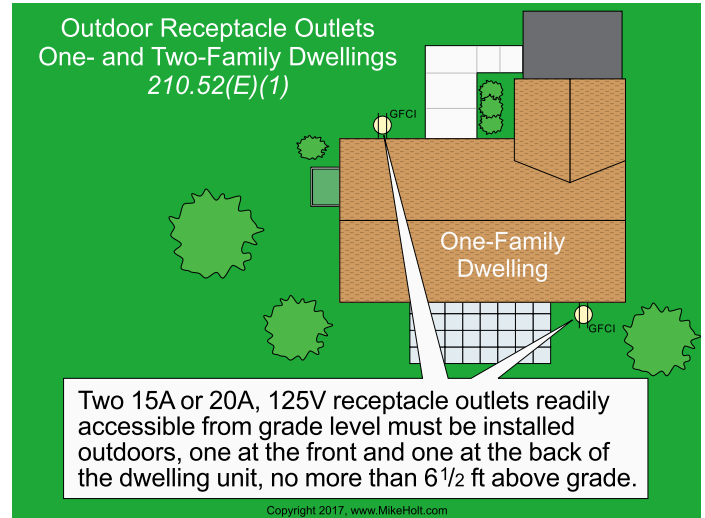 Outdoor Receptacle Outlets
One- and Two-Family Dwellings
210.52(E)(1)
GFCI
One-Family
Dwelling
GFCI
Two 15A or 20A, 125V receptacle outlets readily
accessible from grade level must be installed
outdoors, one at the front and one at the back of
the dwelling unit, no more than 6 1/2 ft above grade.
Copyright 2017, www.MikeHolt.com